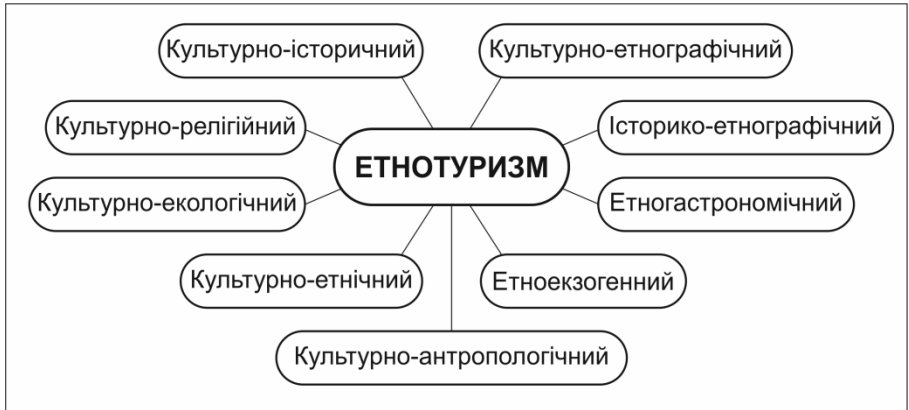 Культурно-історичний
Культурно-етнографічний
Культурно-релігійний
Історико-етнографічний
ЕТНОТУРИЗМ
Культурно-екологічний
Етногастрономічний
Культурно-етнічний
Етноекзогенний
Культурно-антропологічний